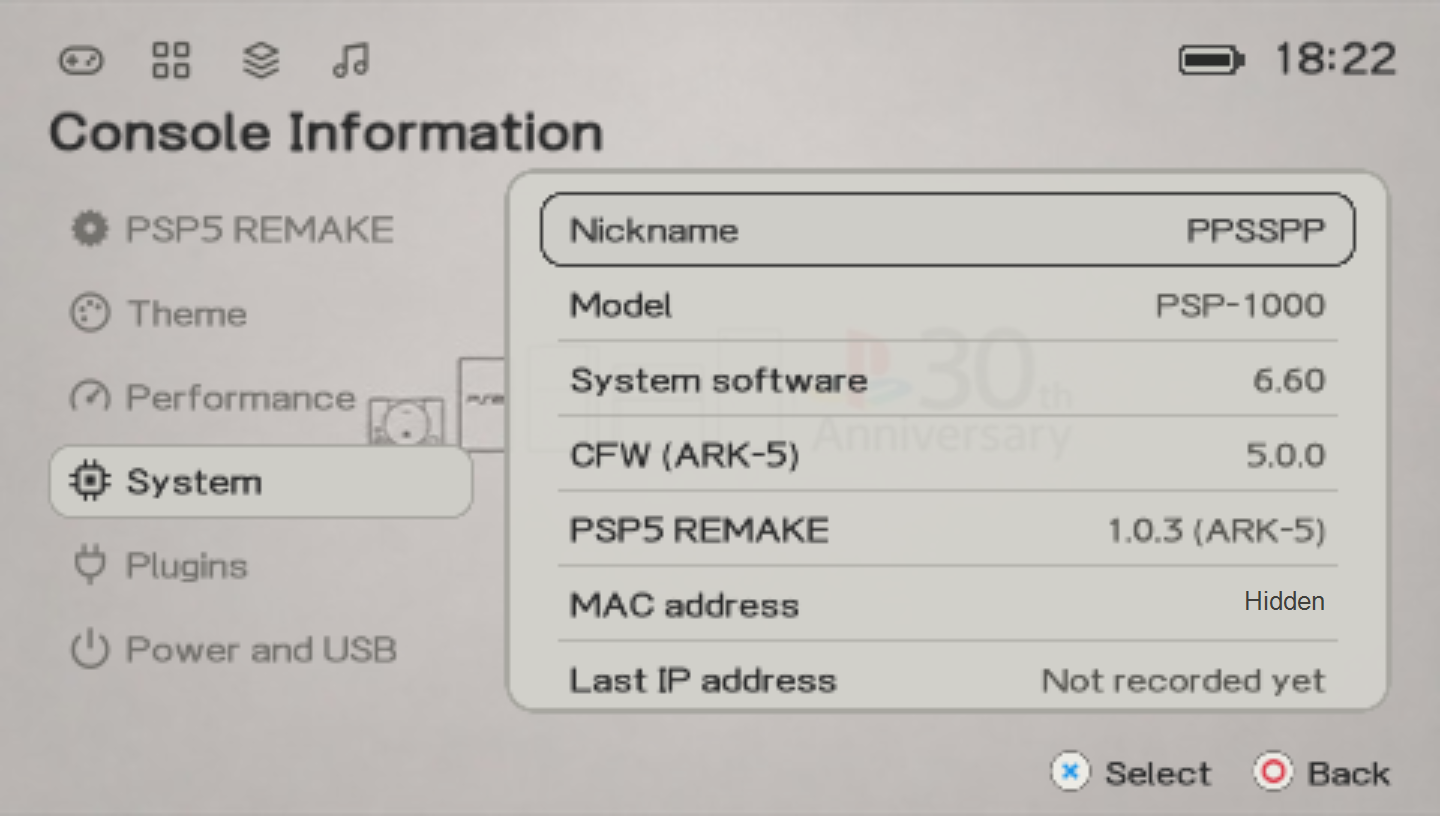 18:22
Console Information
PSP5 REMAKE
Theme
Performance
System
Plugins
Power and USB
Nickname PPSSPP
Model PSP-1000
System software 6.60
CFW (ARK-5) 5.0.0
PSP5 REMAKE 1.0.3 (ARK-5)
MAC address Hidden
Last IP address Not recorded yet
30th
Anniversary
Select Back